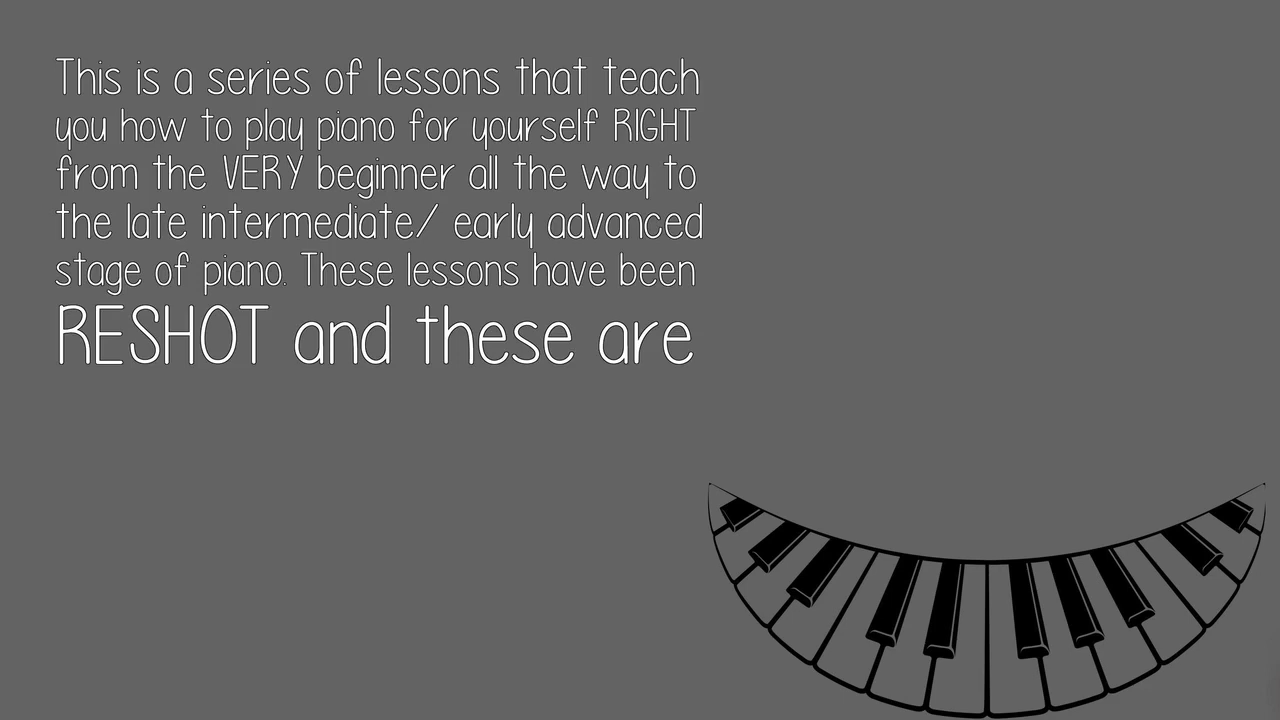 This is a series of lessons that teach
you how to play piano for yourself RIGHT
from the VERY beginner all the way to
the late intermediate/ early advanced
stage of piano. These lessons have been
RESHOT and these are